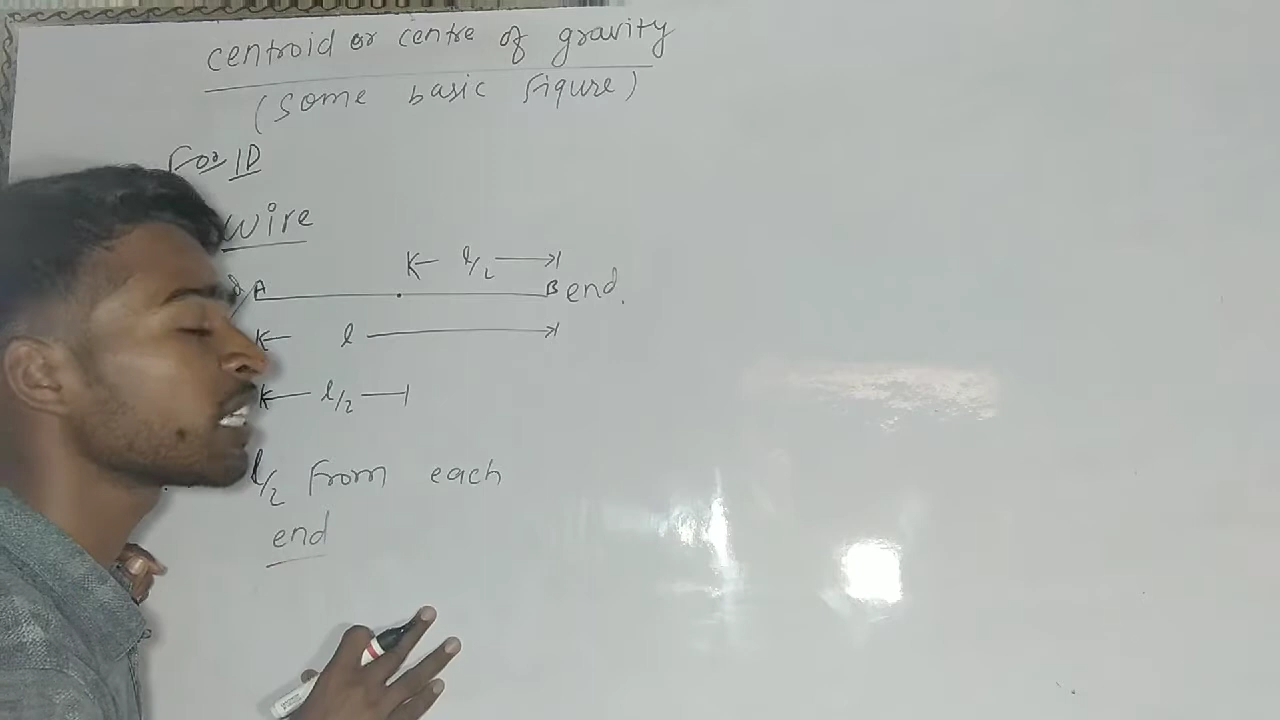 centroid or centre of gravity
(some basic figure)
For 1D
wire
l/2
A B end.
l
l/2
l/2 from each
end